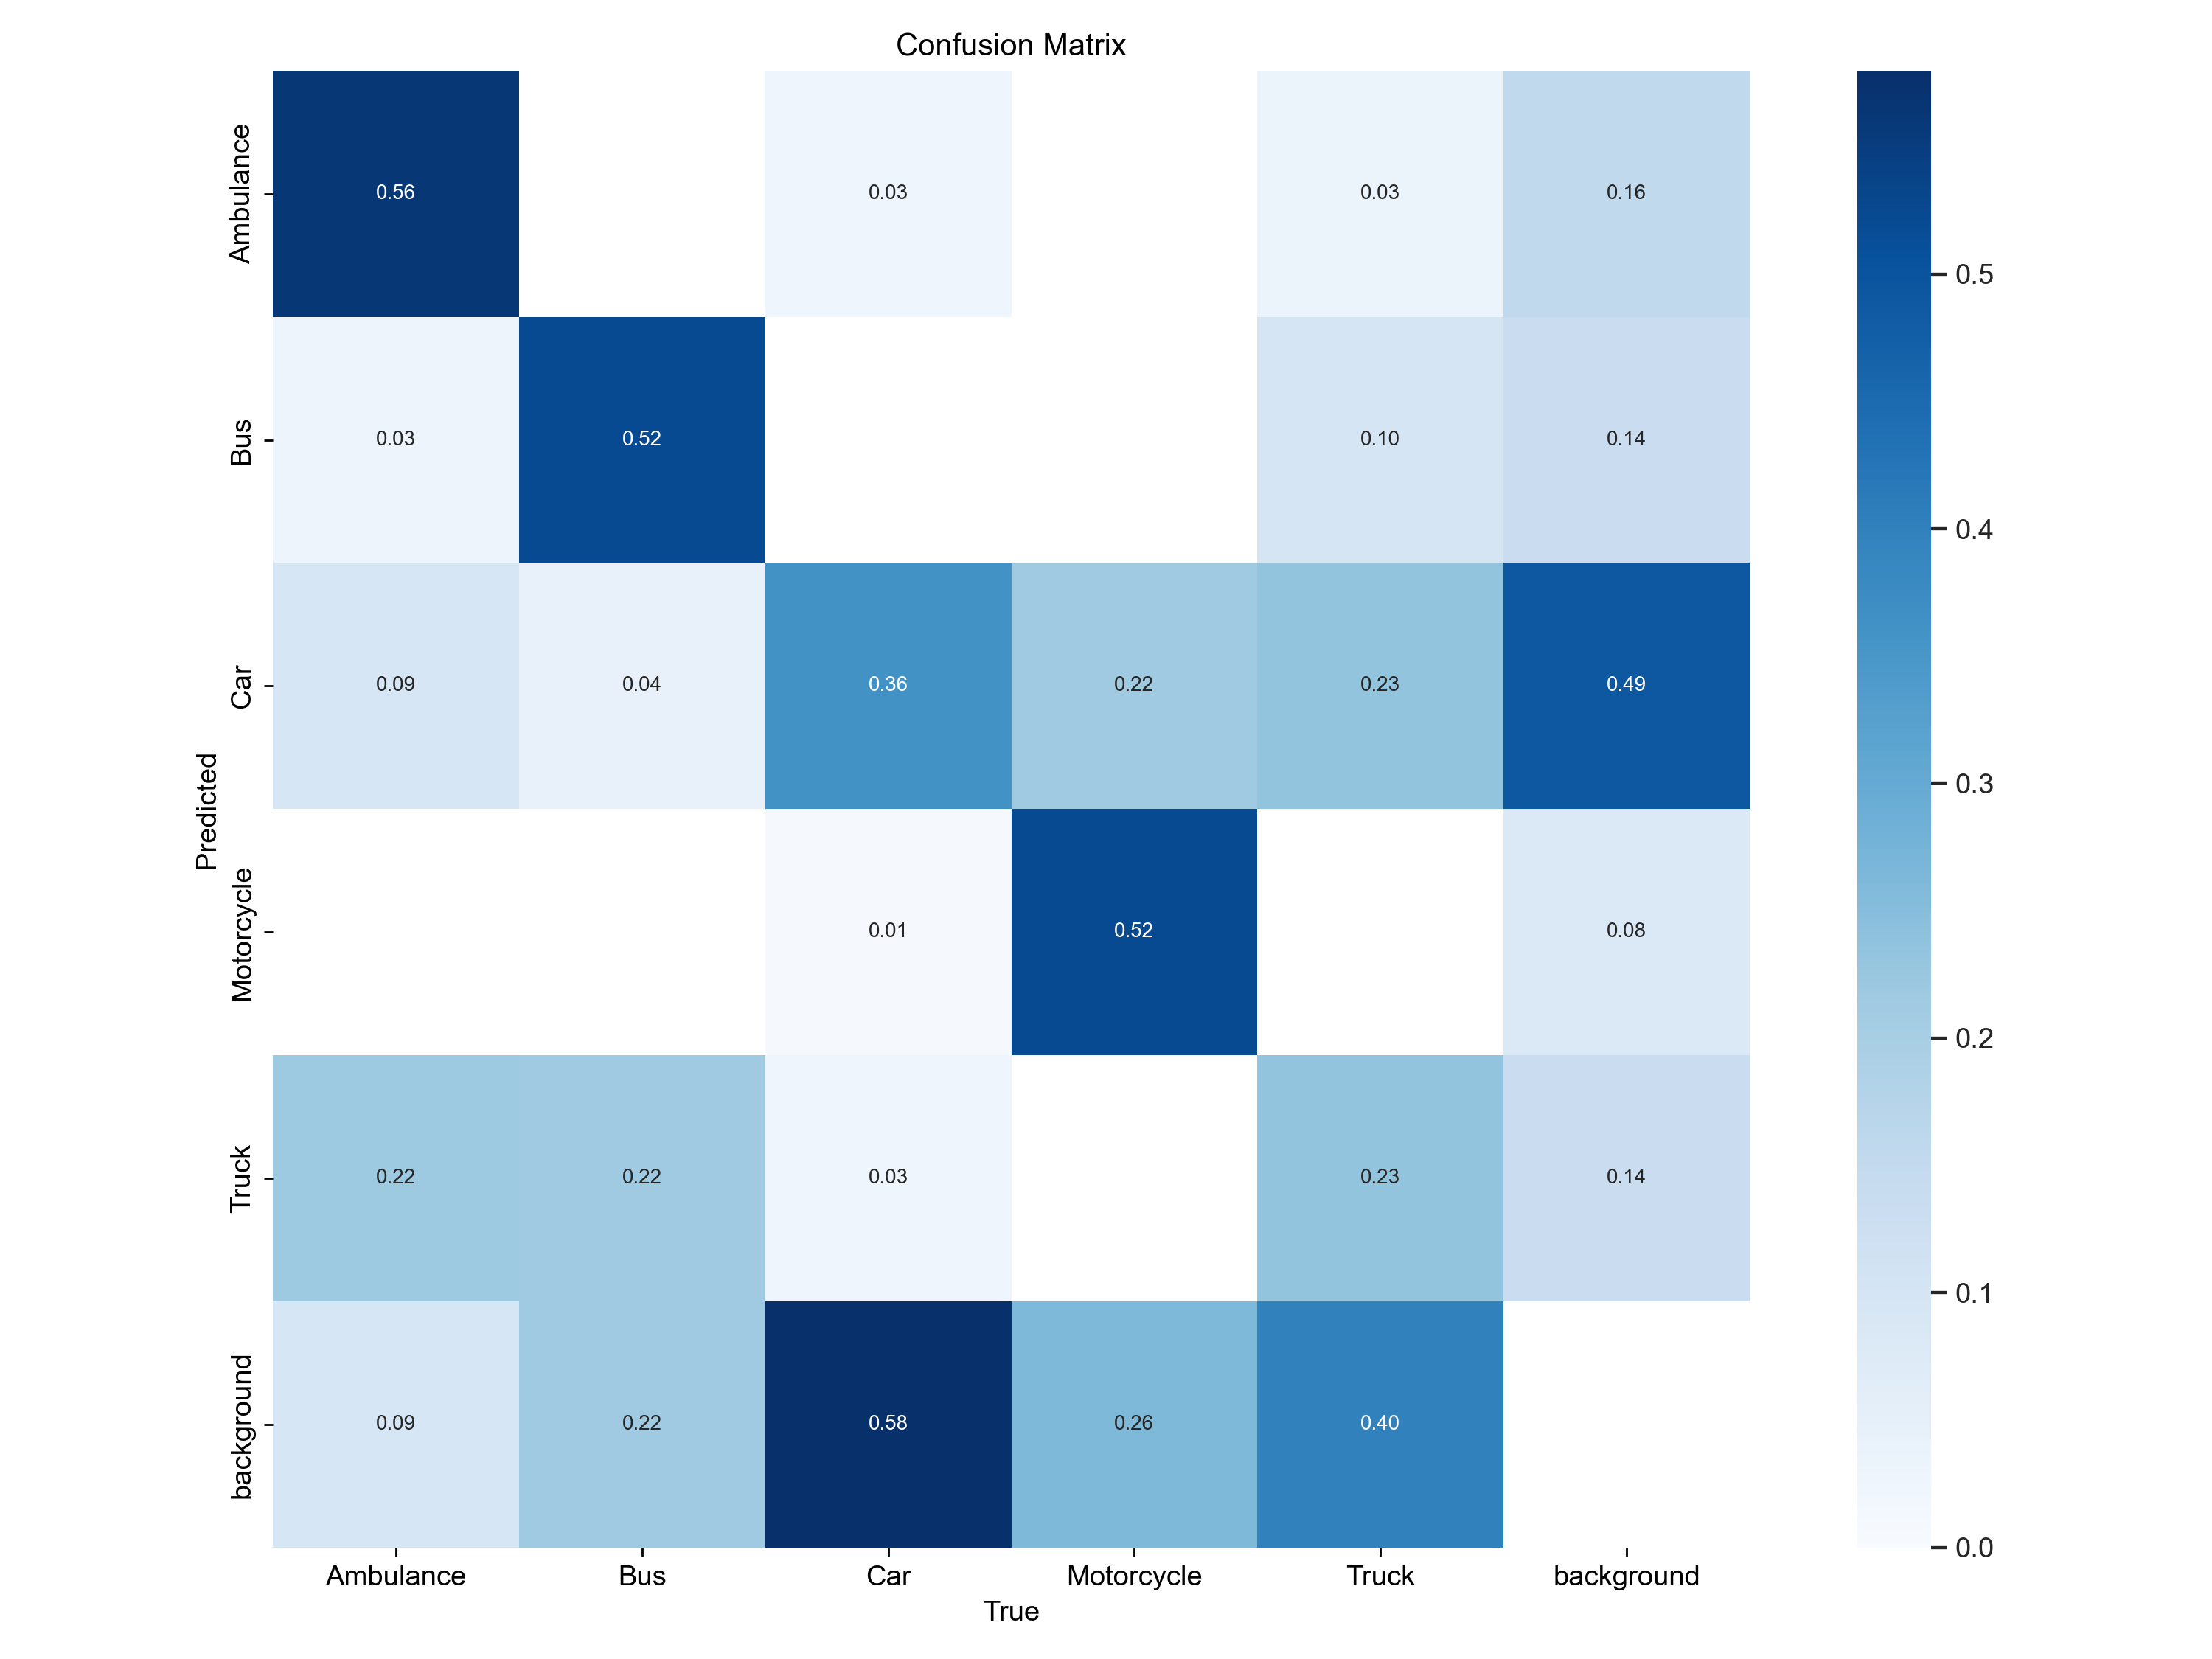 Confusion Matrix
Ambulance
0.56
0.03
0.03
0.16
0.5
Bus
0.03
0.52
0.10
0.14
0.4
Car
0.09
0.04
0.36
0.22
0.23
0.49
0.3
Predicted
Motorcycle
0.01
0.52
0.08
0.2
Truck
0.22
0.22
0.03
0.23
0.14
0.1
background
0.09
0.22
0.58
0.26
0.40
0.0
Ambulance
Bus
Car
Motorcycle
Truck
background
True